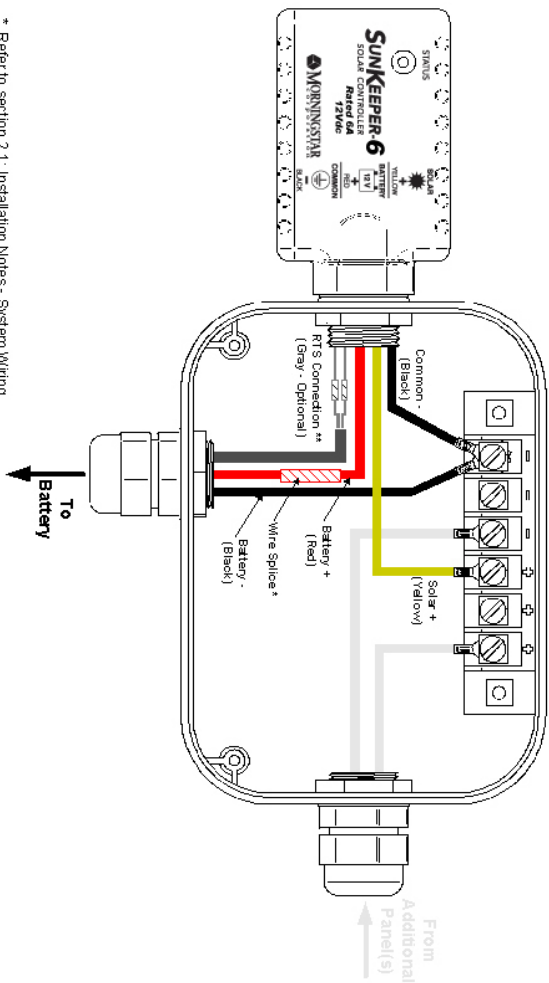 STATUS
SUNKEEPER-6
SOLAR CONTROLLER
Rated 6A
12Vdc
MORNINGSTAR
corporation
SOLAR
+
YELLOW
BATTERY
12 V
+
RED
COMMON
-
BLACK
Common -
(Black)
RTS Connection **
(Gray - Optional)
Battery +
(Red)
Wire Splice *
Battery -
(Black)
Solar +
(Yellow)
- - - + + +
To
Battery
From
Additional
Panel(s)
* Refer to section 2.1: Installation Notes - System Wiring